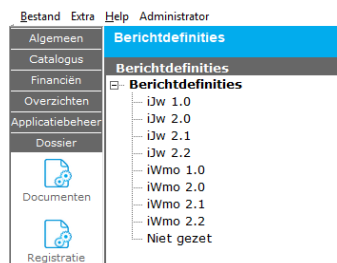 Bestand Extra Help Administrator
Algemeen
Catalogus
Financiën
Overzichten
Applicatiebeheer
Dossier
Documenten
Registratie
Berichtdefinities
Berichtdefinities
Berichtdefinities
iJw 1.0
iJw 2.0
iJw 2.1
iJw 2.2
iWmo 1.0
iWmo 2.0
iWmo 2.1
iWmo 2.2
Niet gezet